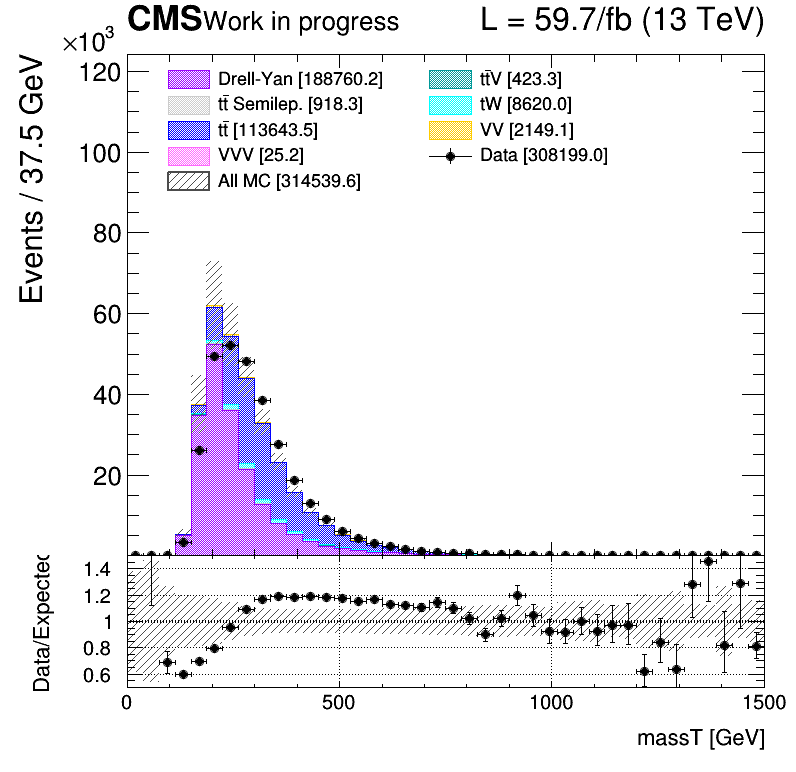 CMS Work in progress L = 59.7/fb (13 TeV)
×10³
Drell-Yan [188760.2] tt̄V [423.3]
tt̄ Semilep. [918.3] tW [8620.0]
tt̄ [113643.5] VV [2149.1]
VVV [25.2] Data [308199.0]
All MC [314539.6]
Events / 37.5 GeV
120
100
80
60
40
20
Data/Expected
1.4
1.2
1
0.8
0.6
0 500 1000 1500
massT [GeV]